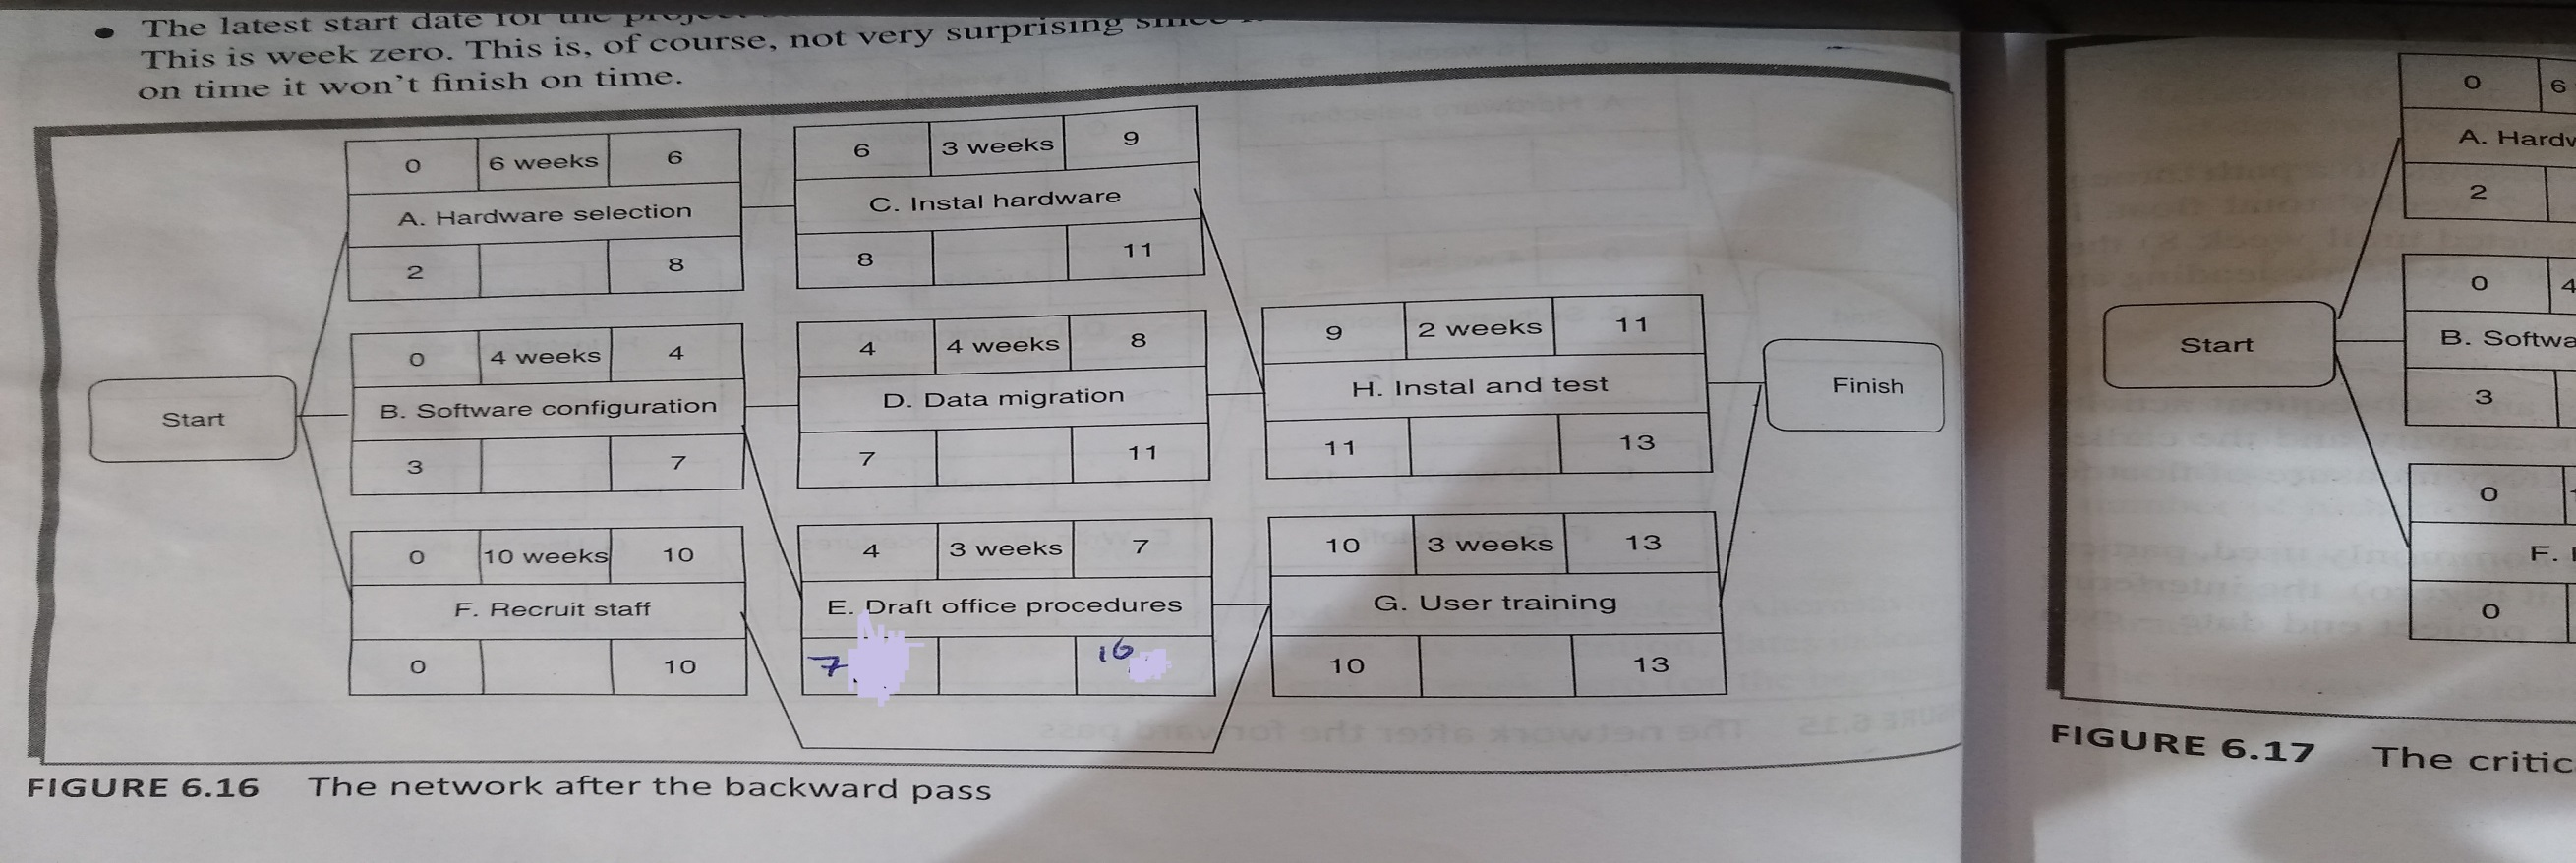 The latest start date for the
This is week zero. This is, of course, not very surprising since
on time it won't finish on time.
0 6 weeks 6
A. Hardware selection
2 8
6 3 weeks 9
C. Instal hardware
8 11
0 4 weeks 4
B. Software configuration
3 7
4 4 weeks 8
D. Data migration
7 11
9 2 weeks 11
H. Instal and test
11 13
Start
Finish
0 10 weeks 10
F. Recruit staff
0 10
4 3 weeks 7
E. Draft office procedures
7 10
10 3 weeks 13
G. User training
10 13
FIGURE 6.16 The network after the backward pass
0 6
A. Hardw
2
0 4
B. Softwa
3
Start
0
F.
0
FIGURE 6.17 The critic